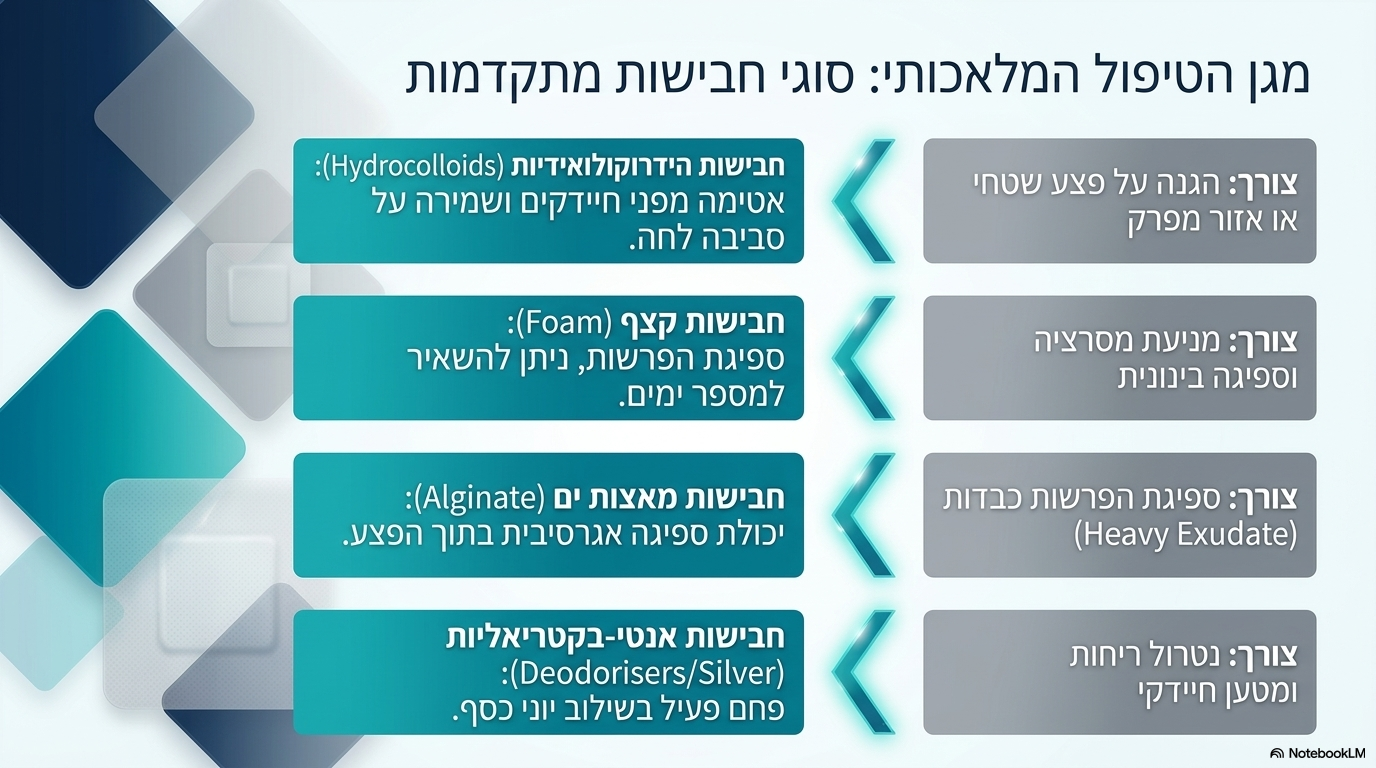 מגן הטיפול המלאכותי: סוגי חבישות מתקדמות
צורך: הגנה על פצע שטחי
או אזור מפרק
חבישות הידרוקולואידיות (Hydrocolloids):
אטימה מפני חיידקים ושמירה על
סביבה לחה.
צורך: מניעת מסרציה
וספיגה בינונית
חבישות קצף (Foam):
ספיגת הפרשות, ניתן להשאיר
למספר ימים.
צורך: ספיגת הפרשות כבדות
(Heavy Exudate)
חבישות מאצות ים (Alginate):
יכולת ספיגה אגרסיבית בתוך הפצע.
צורך: נטרול ריחות
ומטען חיידקי
חבישות אנטי-בקטריאליות
(Deodorisers/Silver):
פחם פעיל בשילוב יוני כסף.
NotebookLM